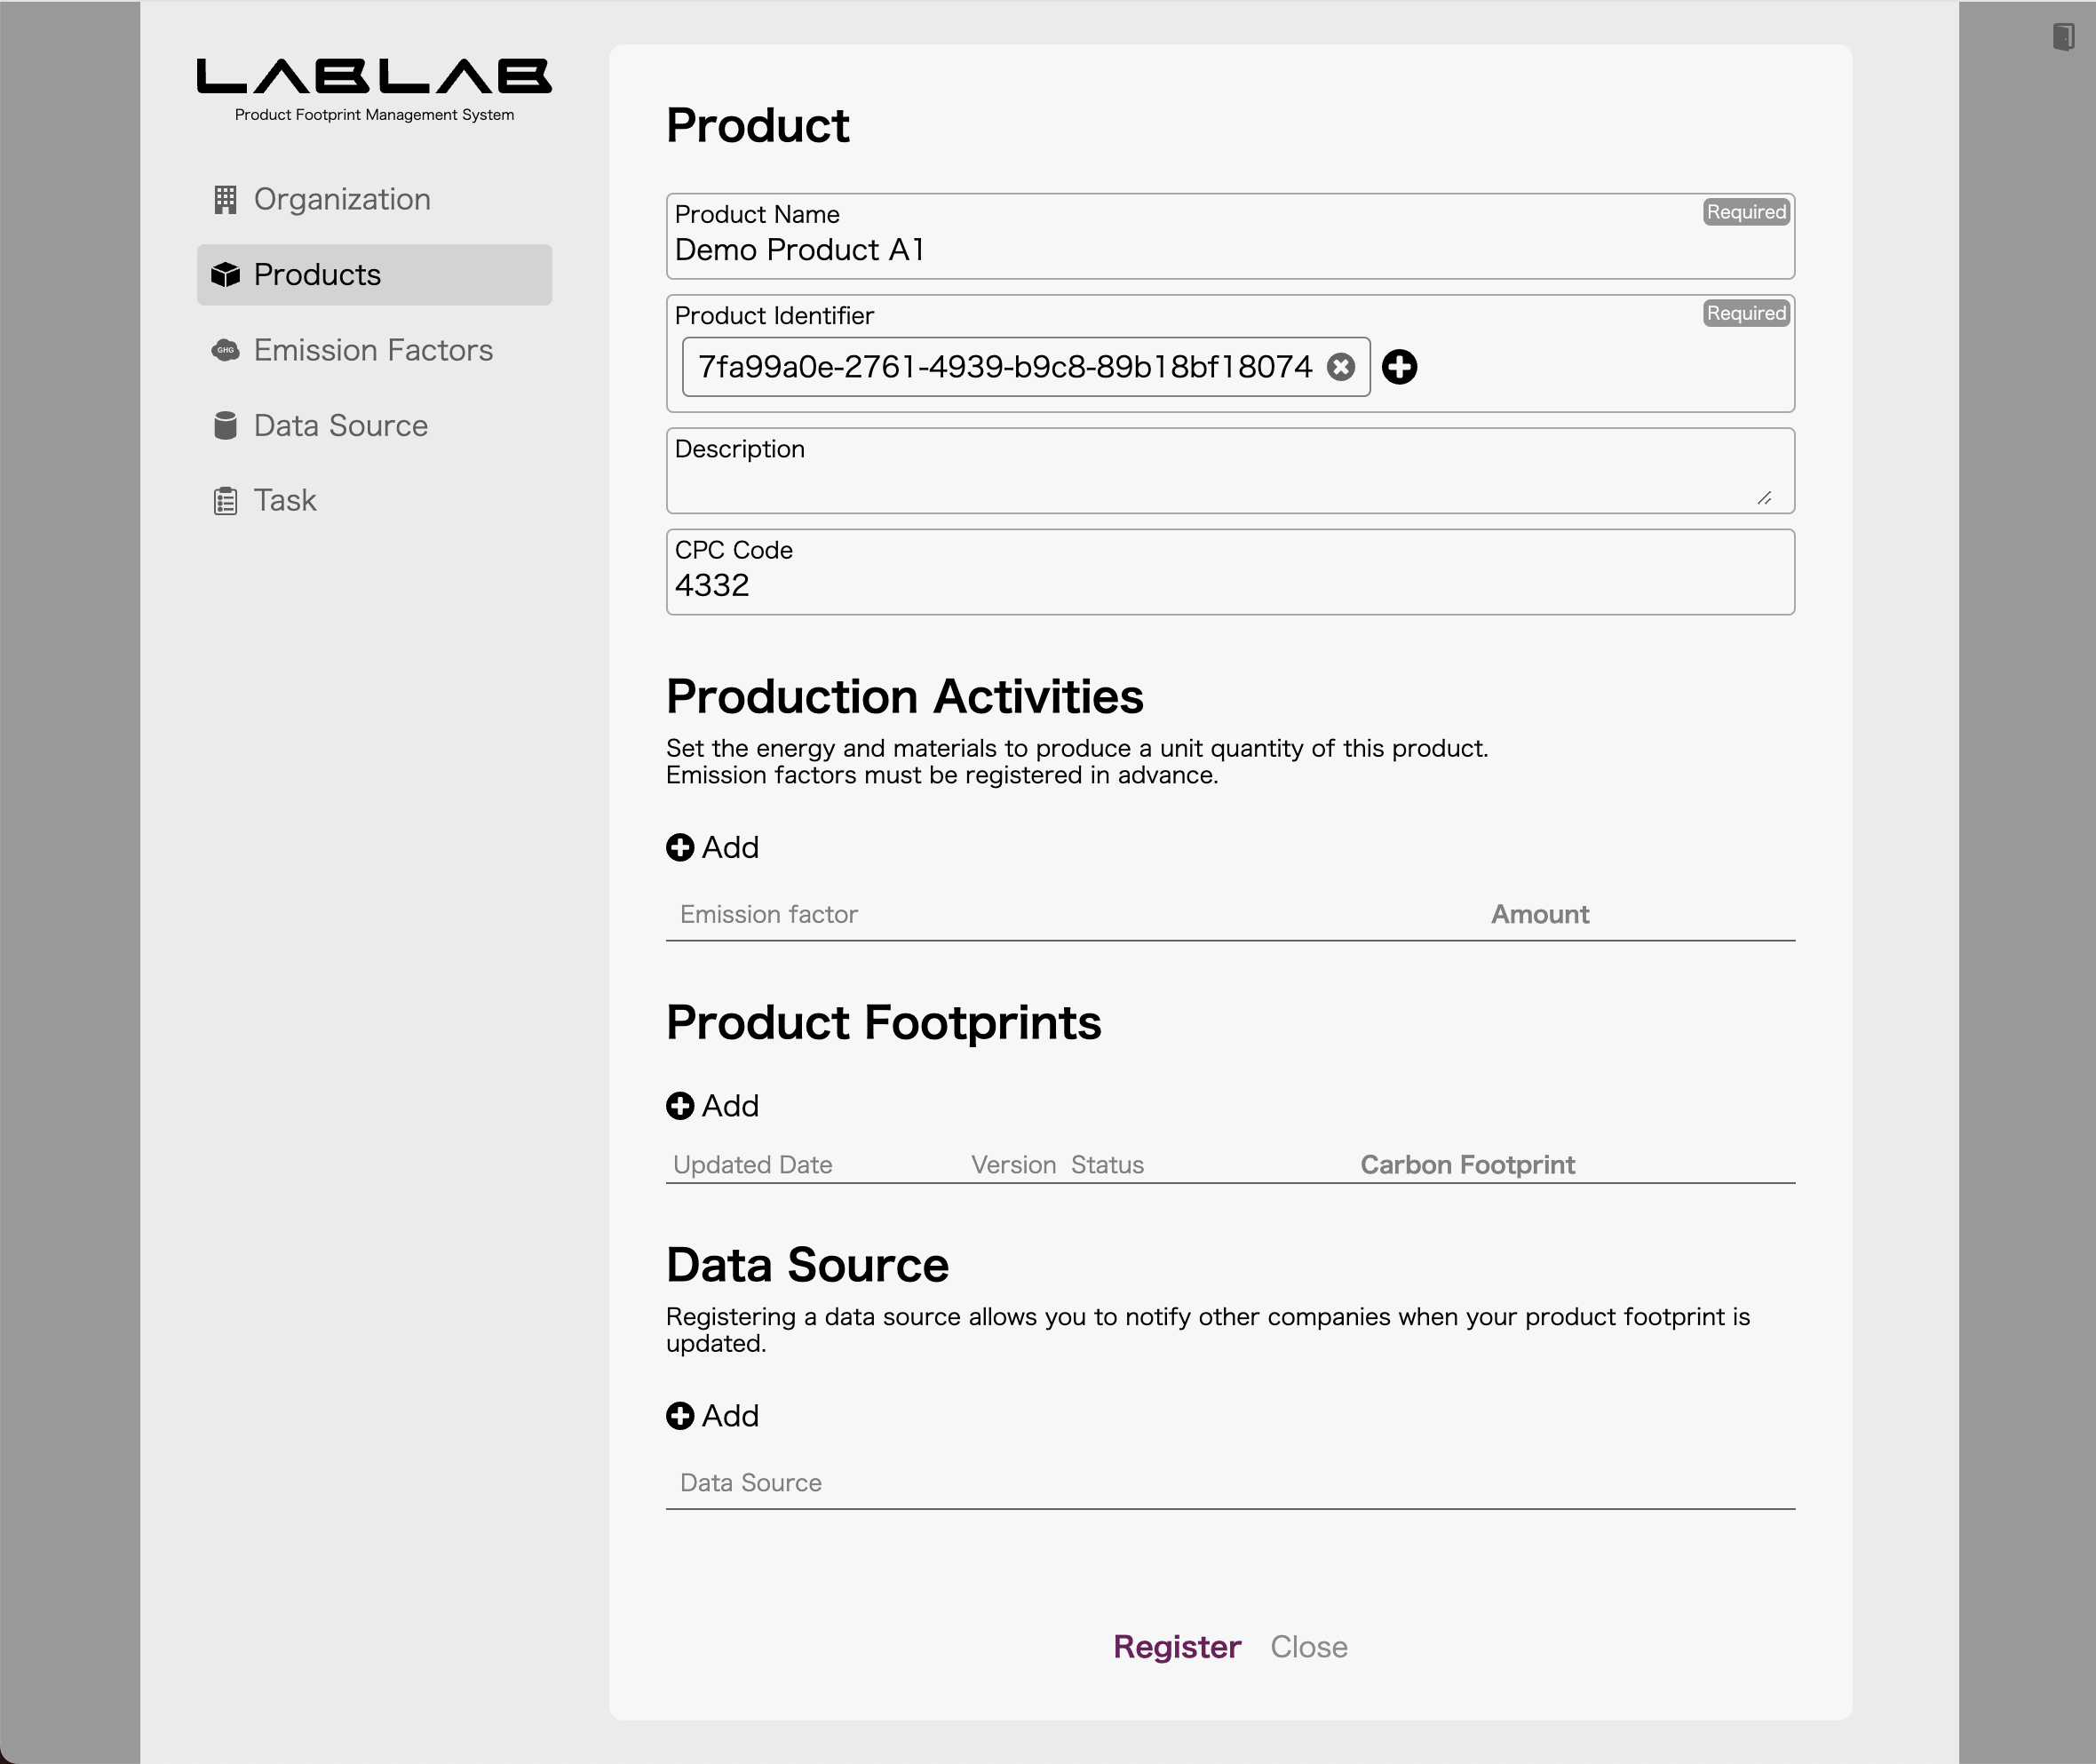 LABLAB
Product Footprint Management System
Organization
Products
GHG
Emission Factors
Data Source
Task
Product
Product Name
Required
Demo Product A1
Product Identifier
Required
7fa99a0e-2761-4939-b9c8-89b18bf18074
Description
CPC Code
4332
Production Activities
Set the energy and materials to produce a unit quantity of this product.
Emission factors must be registered in advance.
Add
Emission factor Amount
Product Footprints
Add
Updated Date Version Status Carbon Footprint
Data Source
Registering a data source allows you to notify other companies when your product footprint is
updated.
Add
Data Source
Register Close